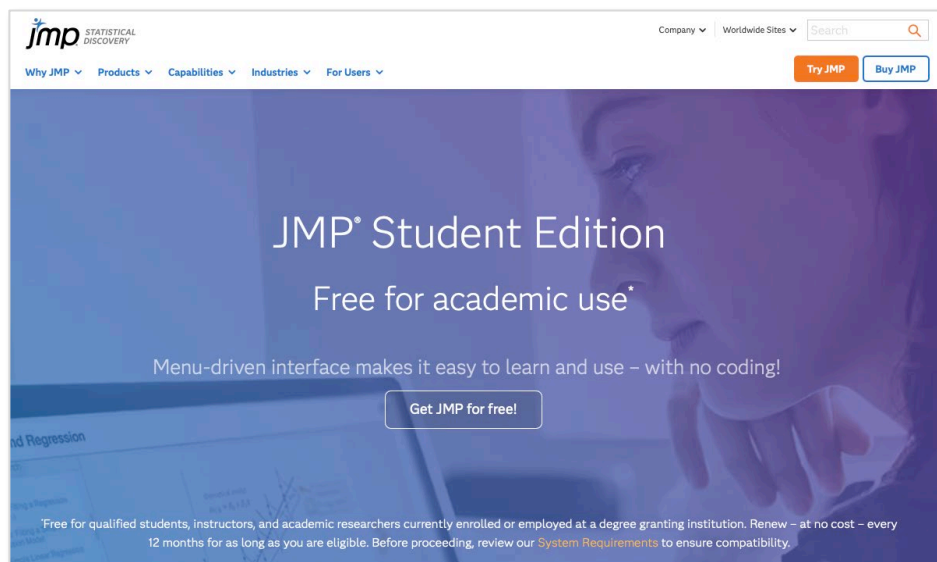 jmp STATISTICAL
DISCOVERY
Company Worldwide Sites Search
Why JMP Products Capabilities Industries For Users Try JMP Buy JMP
JMP® Student Edition
Free for academic use*
Menu-driven interface makes it easy to learn and use – with no coding!
Get JMP for free!
nd Regression
*Free for qualified students, instructors, and academic researchers currently enrolled or employed at a degree granting institution. Renew – at no cost – every
12 months for as long as you are eligible. Before proceeding, review our System Requirements to ensure compatibility.